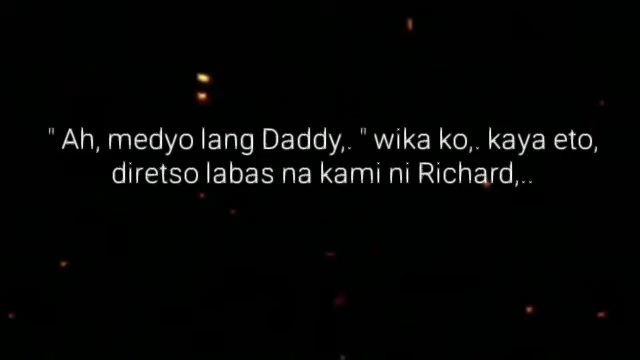 " Ah, medyo lang Daddy,. " wika ko,. kaya eto,
diretso labas na kami ni Richard,..